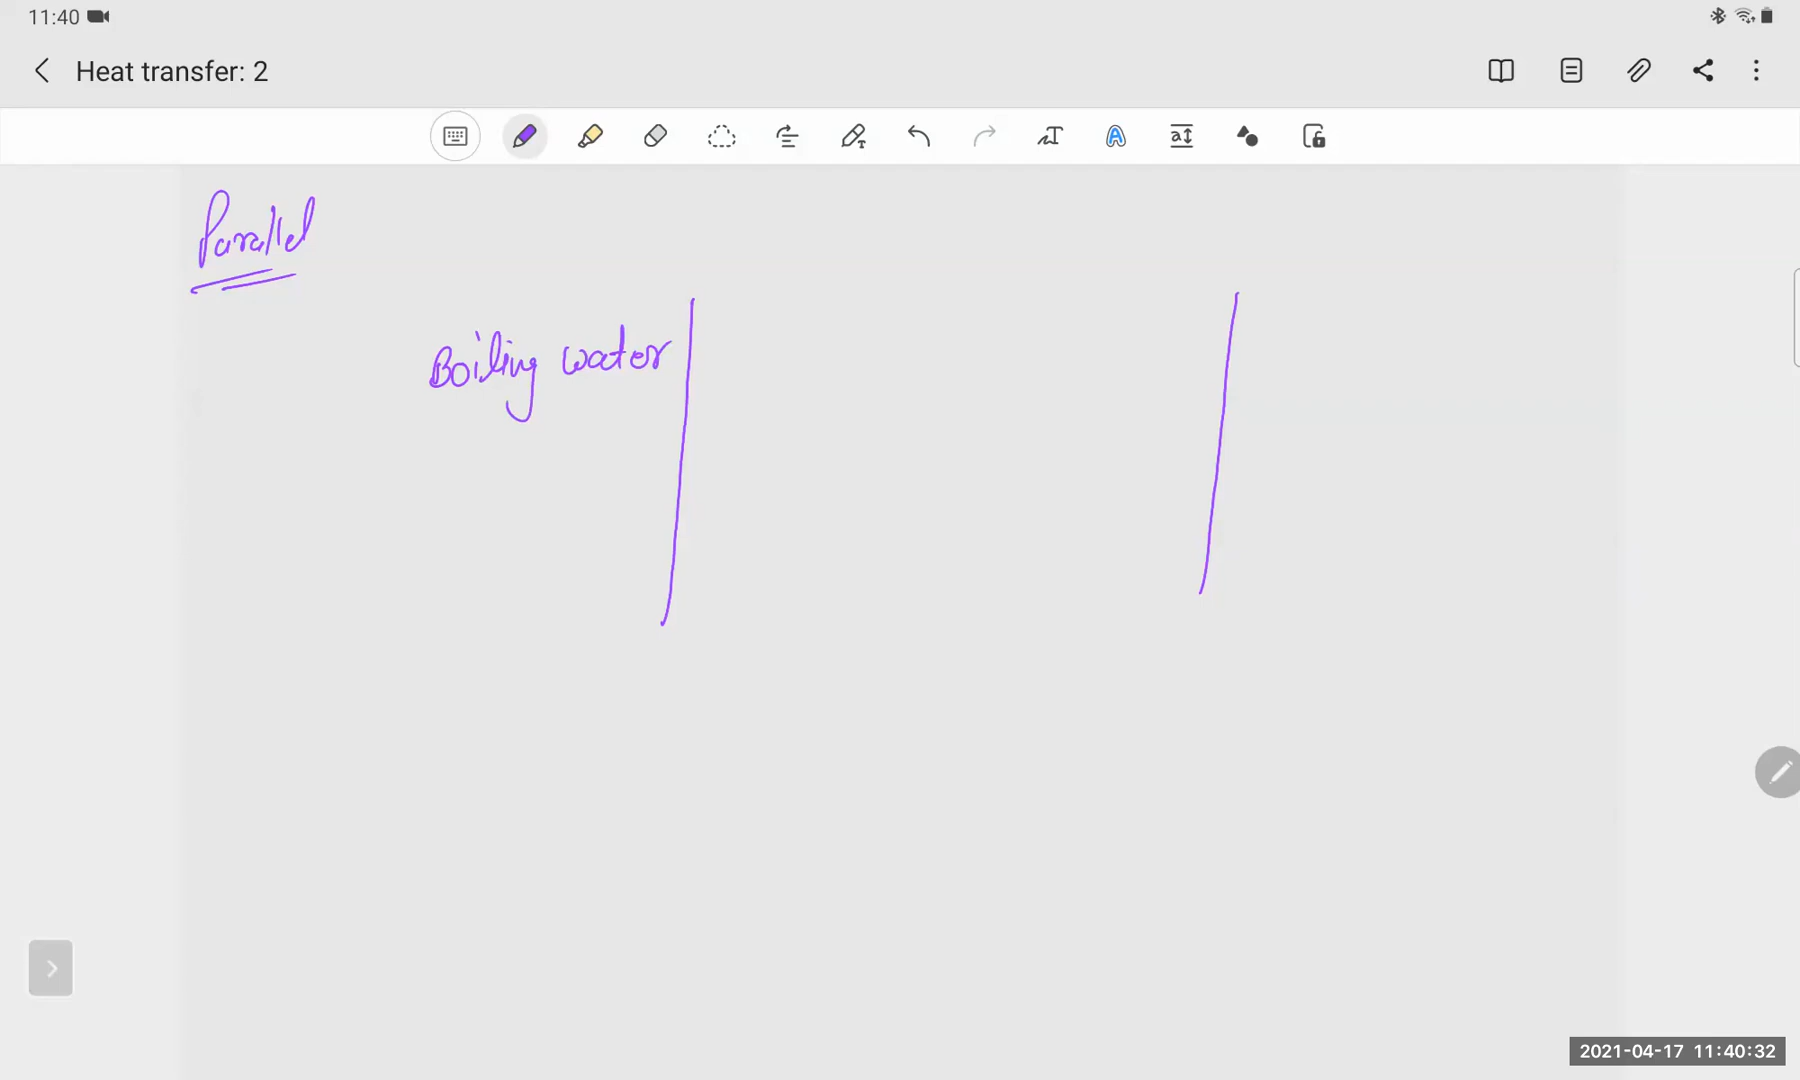 11:40
Heat transfer: 2
Parallel
Boiling water
2021-04-17 11:40:32